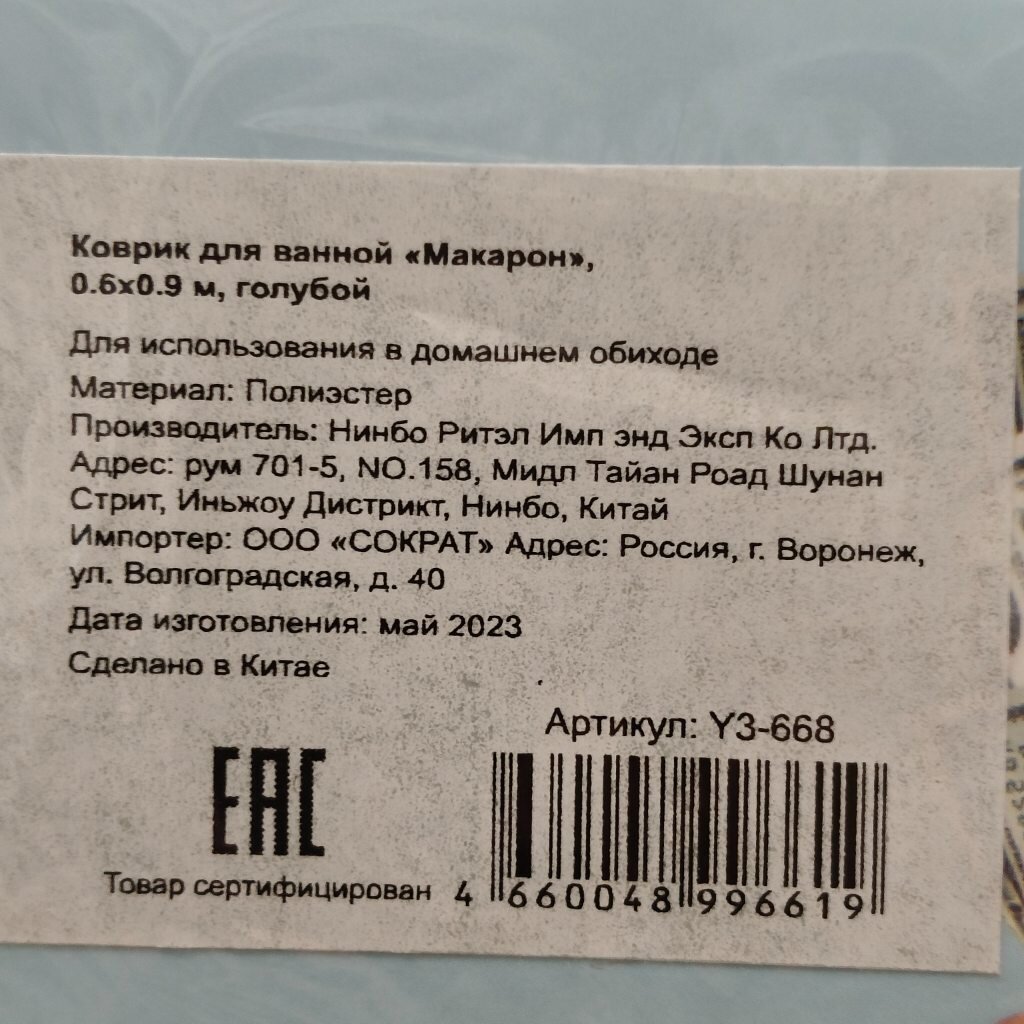 Коврик для ванной «Макарон»,
0.6x0.9 м, голубой
Для использования в домашнем обиходе
Материал: Полиэстер
Производитель: Нинбо Ритэл Имп энд Эксп Ко Лтд.
Адрес: рум 701-5, NO.158, Мидл Тайан Роад Шунан
Стрит, Иньжоу Дистрикт, Нинбо, Китай
Импортер: ООО «СОКРАТ» Адрес: Россия, г. Воронеж,
ул. Волгоградская, д. 40
Дата изготовления: май 2023
Сделано в Китае
Артикул: Y3-668
EAC
Товар сертифицирован
4 660048 996619